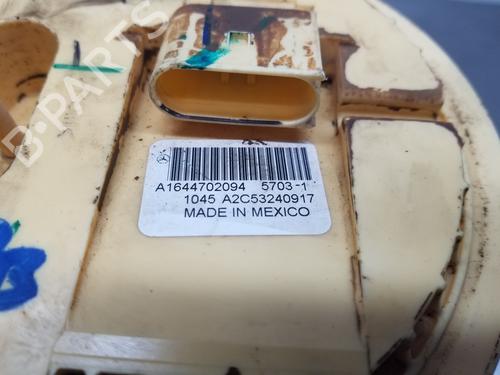 B-PARTS
A1644702094 5703-1
1045 A2C53240917
MADE IN MEXICO